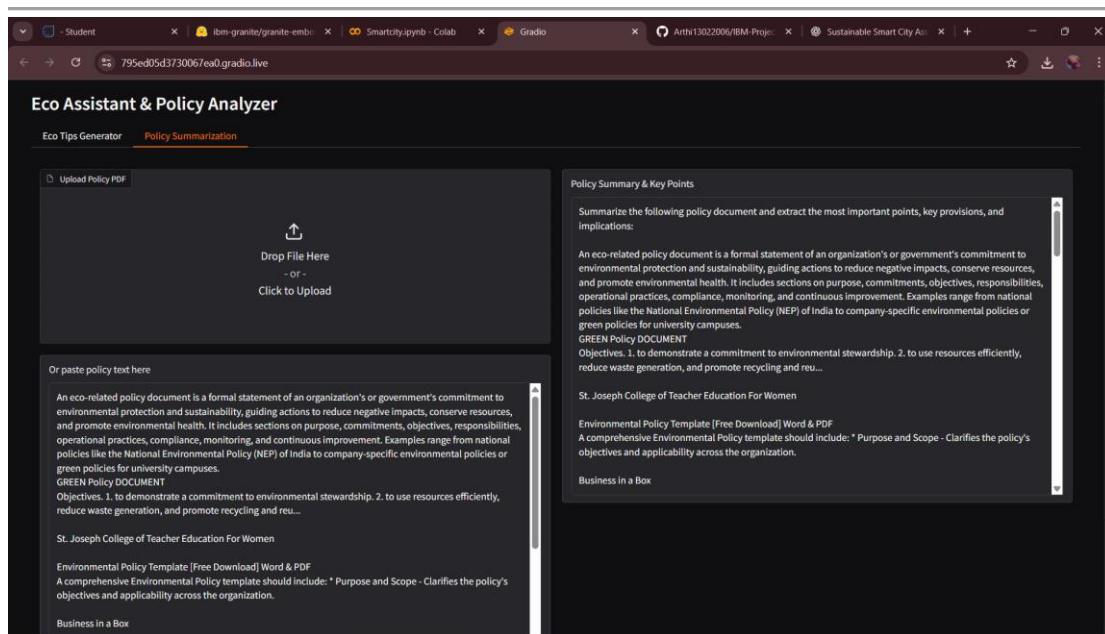 - Student
ibm-granite/granite-embe
Smartcity.ipynb - Colab
Gradio
Arthi13022006/IBM-Projec
Sustainable Smart City Ass
795ed05d3730067ea0.gradio.live
Eco Assistant & Policy Analyzer
Eco Tips Generator
Policy Summarization
Upload Policy PDF
Drop File Here
- or -
Click to Upload
Or paste policy text here
An eco-related policy document is a formal statement of an organization's or government's commitment to
environmental protection and sustainability, guiding actions to reduce negative impacts, conserve resources,
and promote environmental health. It includes sections on purpose, commitments, objectives, responsibilities,
operational practices, compliance, monitoring, and continuous improvement. Examples range from national
policies like the National Environmental Policy (NEP) of India to company-specific environmental policies or
green policies for university campuses.
GREEN Policy DOCUMENT
Objectives. 1. to demonstrate a commitment to environmental stewardship. 2. to use resources efficiently,
reduce waste generation, and promote recycling and reu...
St. Joseph College of Teacher Education For Women
Environmental Policy Template [Free Download] Word & PDF
A comprehensive Environmental Policy template should include: * Purpose and Scope - Clarifies the policy's
objectives and applicability across the organization.
Business in a Box
Policy Summary & Key Points
Summarize the following policy document and extract the most important points, key provisions, and
implications:
An eco-related policy document is a formal statement of an organization's or government's commitment to
environmental protection and sustainability, guiding actions to reduce negative impacts, conserve resources,
and promote environmental health. It includes sections on purpose, commitments, objectives, responsibilities,
operational practices, compliance, monitoring, and continuous improvement. Examples range from national
policies like the National Environmental Policy (NEP) of India to company-specific environmental policies or
green policies for university campuses.
GREEN Policy DOCUMENT
Objectives. 1. to demonstrate a commitment to environmental stewardship. 2. to use resources efficiently,
reduce waste generation, and promote recycling and reu...
St. Joseph College of Teacher Education For Women
Environmental Policy Template [Free Download] Word & PDF
A comprehensive Environmental Policy template should include: * Purpose and Scope - Clarifies the policy's
objectives and applicability across the organization.
Business in a Box